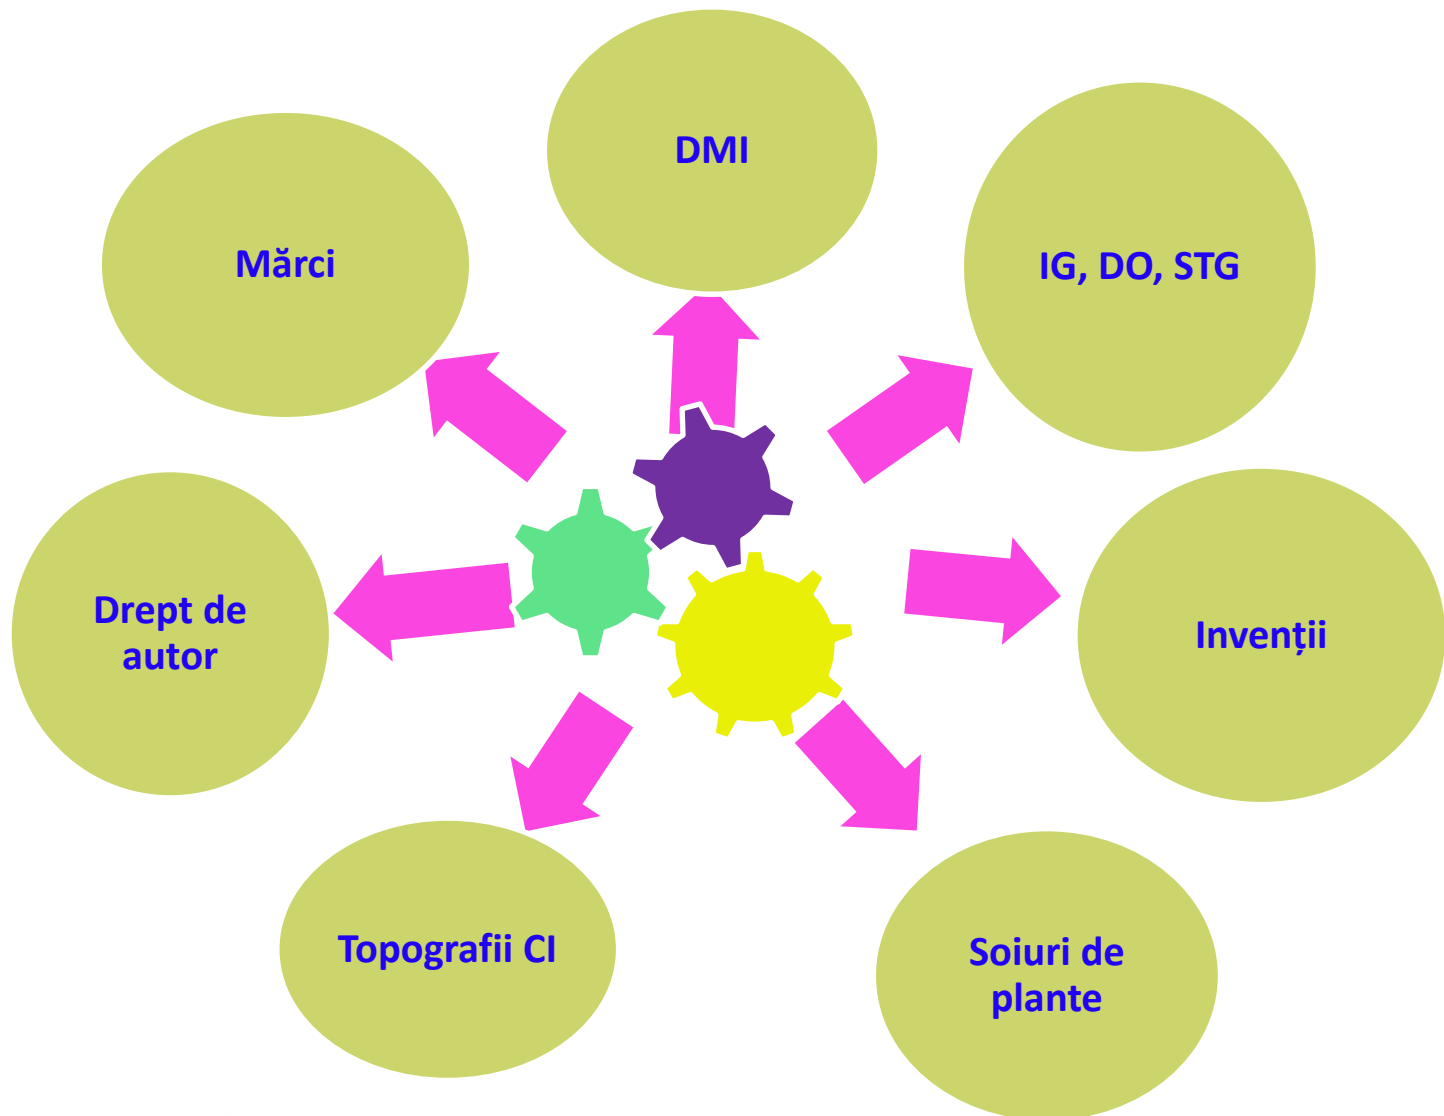 DMI
Mărci
IG, DO, STG
Drept de
autor
Invenții
Topografii CI
Soiuri de
plante